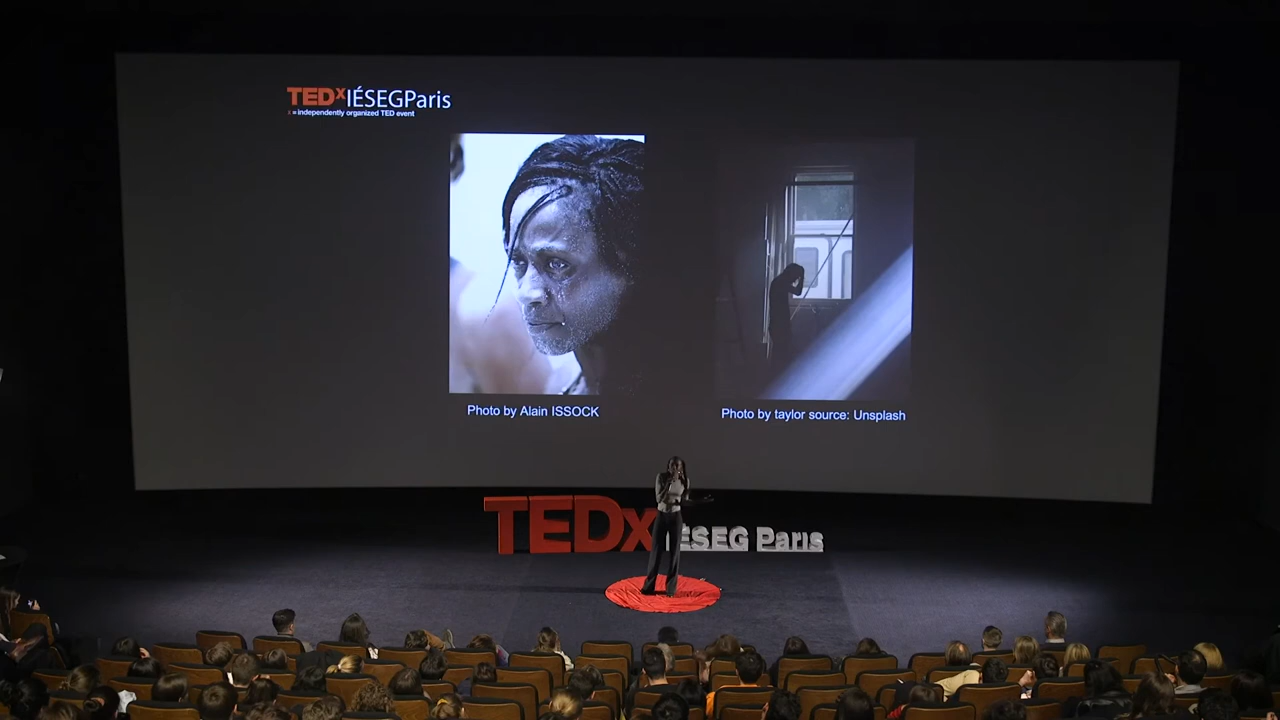 TEDxIÉSEGParis
x = independently organized TED event
Photo by Alain ISSOCK
Photo by taylor source: Unsplash
TEDx IÉSEG Paris